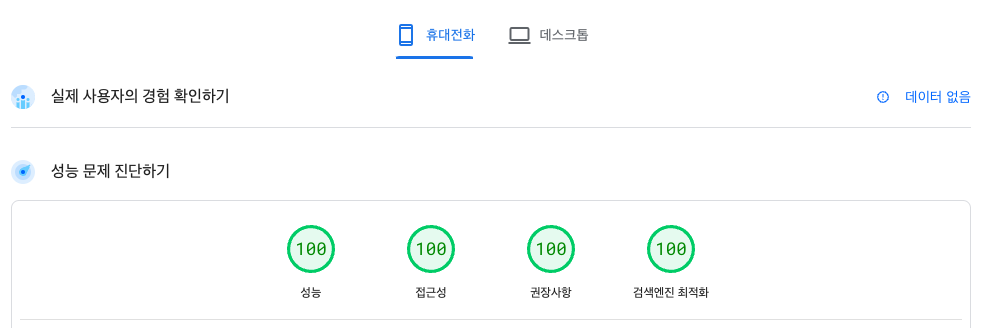 휴대전화 데스크톱
실제 사용자의 경험 확인하기 데이터 없음
성능 문제 진단하기
100 100 100 100
성능 접근성 권장사항 검색엔진 최적화